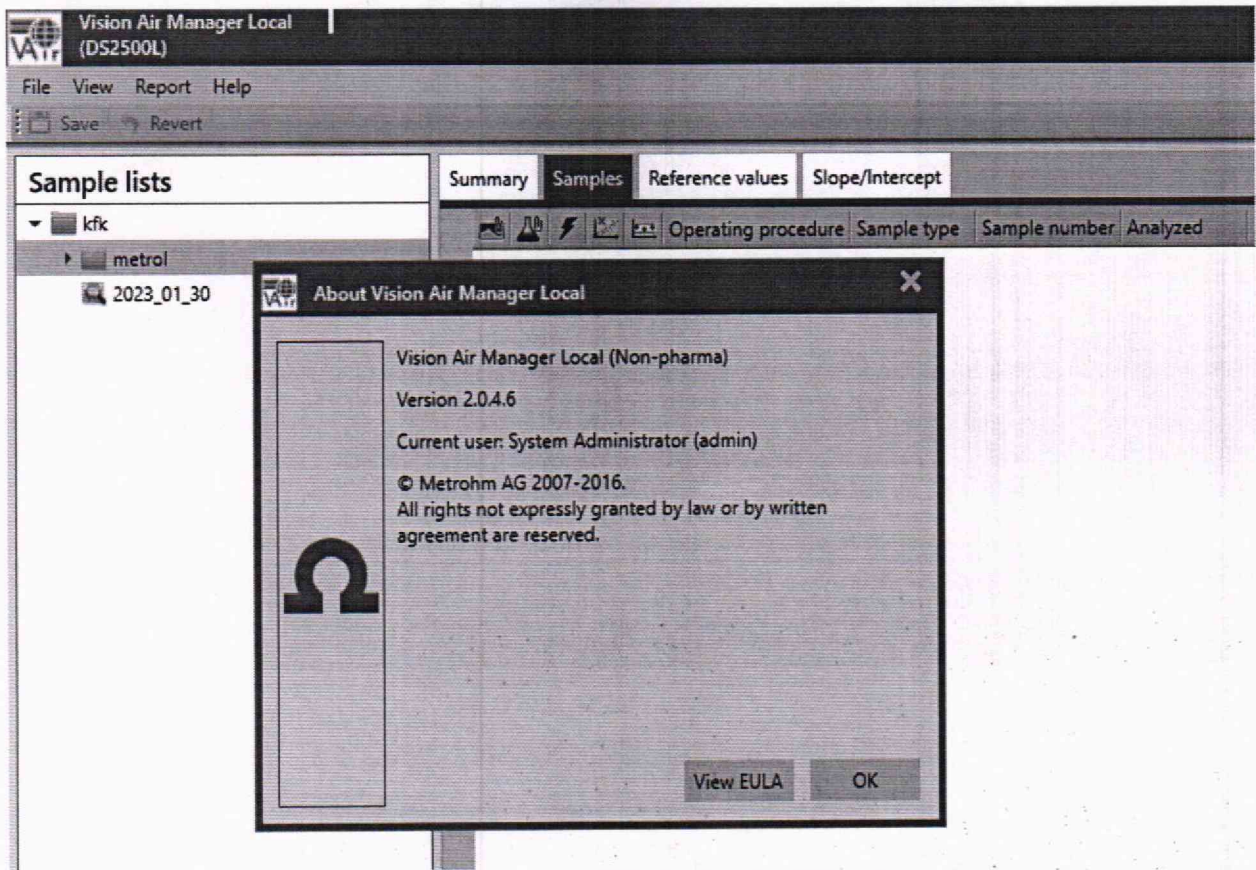 VAir
Vision Air Manager Local
(DS2500L)
File View Report Help
Save Revert
Sample lists
Summary Samples Reference values Slope/Intercept
kfk
Operating procedure Sample type Sample number Analyzed
metrol
2023_01_30
VAir
About Vision Air Manager Local
Vision Air Manager Local (Non-pharma)
Version 2.0.4.6
Current user: System Administrator (admin)
© Metrohm AG 2007-2016.
All rights not expressly granted by law or by written
agreement are reserved.
Ω
View EULA OK